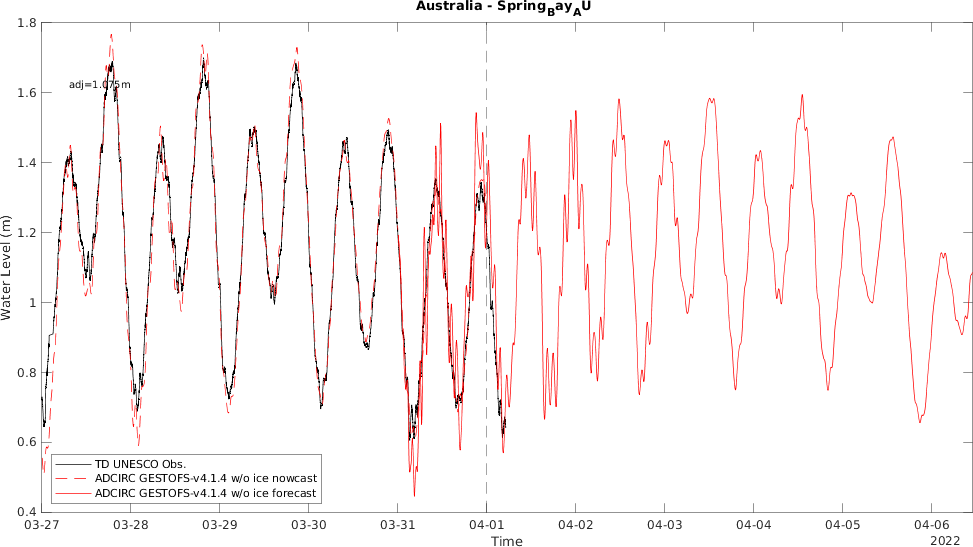 Australia - Spring_Bay_AU
1.8
1.6
1.4
1.2
1
0.8
0.6
0.4
Water Level (m)
adj=1.075m
TD UNESCO Obs.
ADCIRC GESTOFS-v4.1.4 w/o ice nowcast
ADCIRC GESTOFS-v4.1.4 w/o ice forecast
03-27 03-28 03-29 03-30 03-31 04-01 04-02 04-03 04-04 04-05 04-06
Time
2022